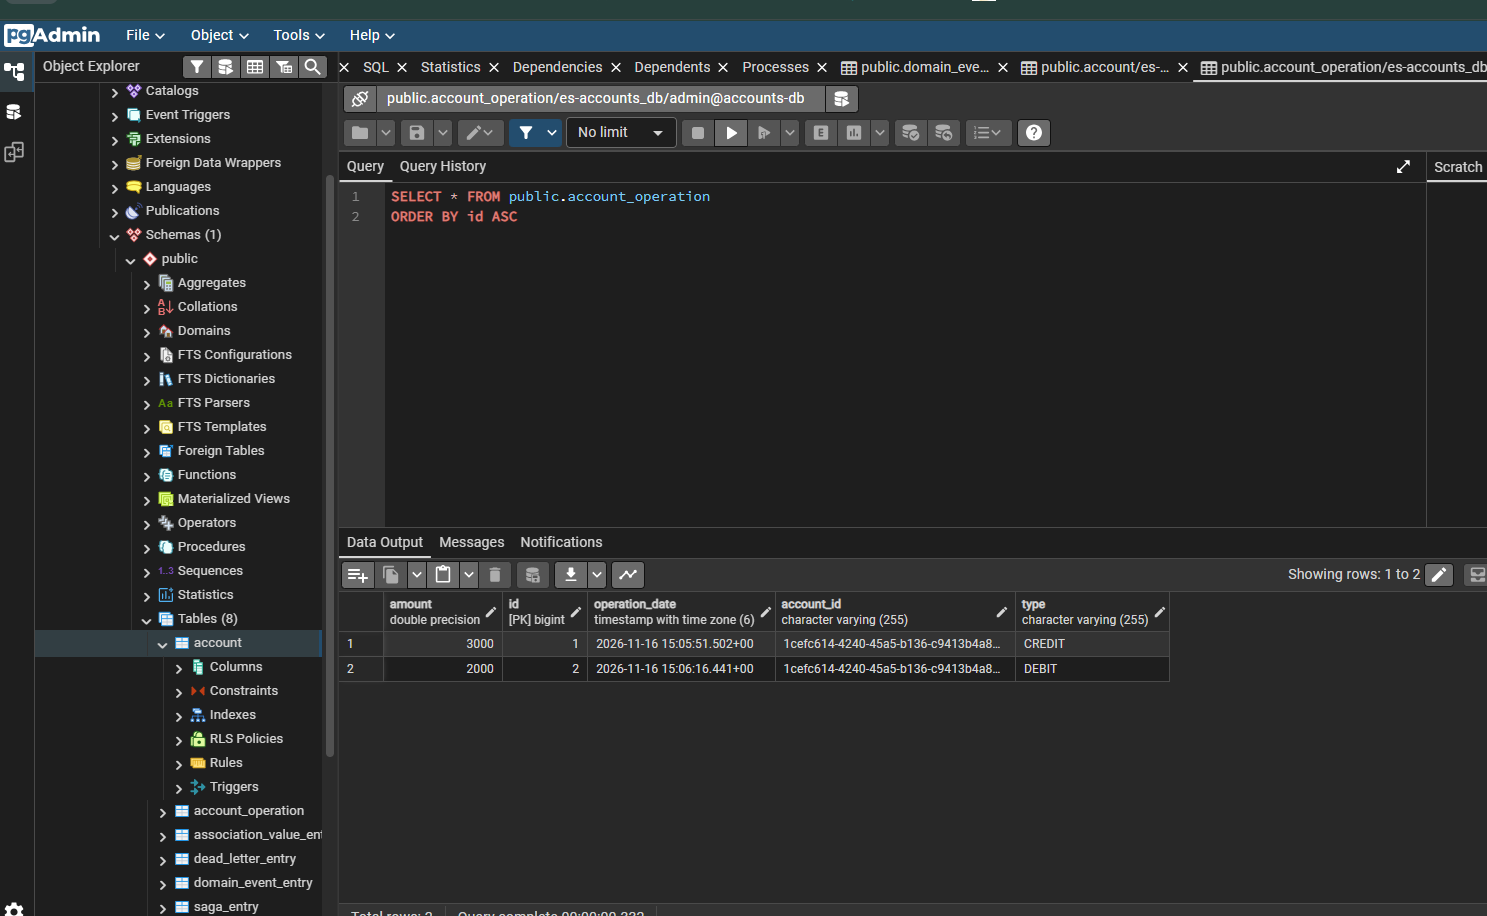 pgAdmin File Object Tools Help
Object Explorer
SQL Statistics Dependencies Dependents Processes public.domain_eve... public.account/es-... public.account_operation/es-accounts_db
public.account_operation/es-accounts_db/admin@accounts-db
No limit
E
Query Query History
Scratch
1 SELECT * FROM public.account_operation
2 ORDER BY id ASC
Catalogs
Event Triggers
Extensions
Foreign Data Wrappers
Languages
Publications
Schemas (1)
public
Aggregates
Collations
Domains
FTS Configurations
FTS Dictionaries
Aa FTS Parsers
FTS Templates
Foreign Tables
Functions
Materialized Views
Operators
Procedures
1..3 Sequences
Statistics
Tables (8)
account
Columns
Constraints
Indexes
RLS Policies
Rules
Triggers
account_operation
association_value_ent
dead_letter_entry
domain_event_entry
saga_entry
Data Output Messages Notifications
Showing rows: 1 to 2
amount id operation_date account_id type
double precision [PK] bigint timestamp with time zone (6) character varying (255) character varying (255)
1 3000 1 2026-11-16 15:05:51.502+00 1cefc614-4240-45a5-b136-c9413b4a8... CREDIT
2 2000 2 2026-11-16 15:06:16.441+00 1cefc614-4240-45a5-b136-c9413b4a8... DEBIT